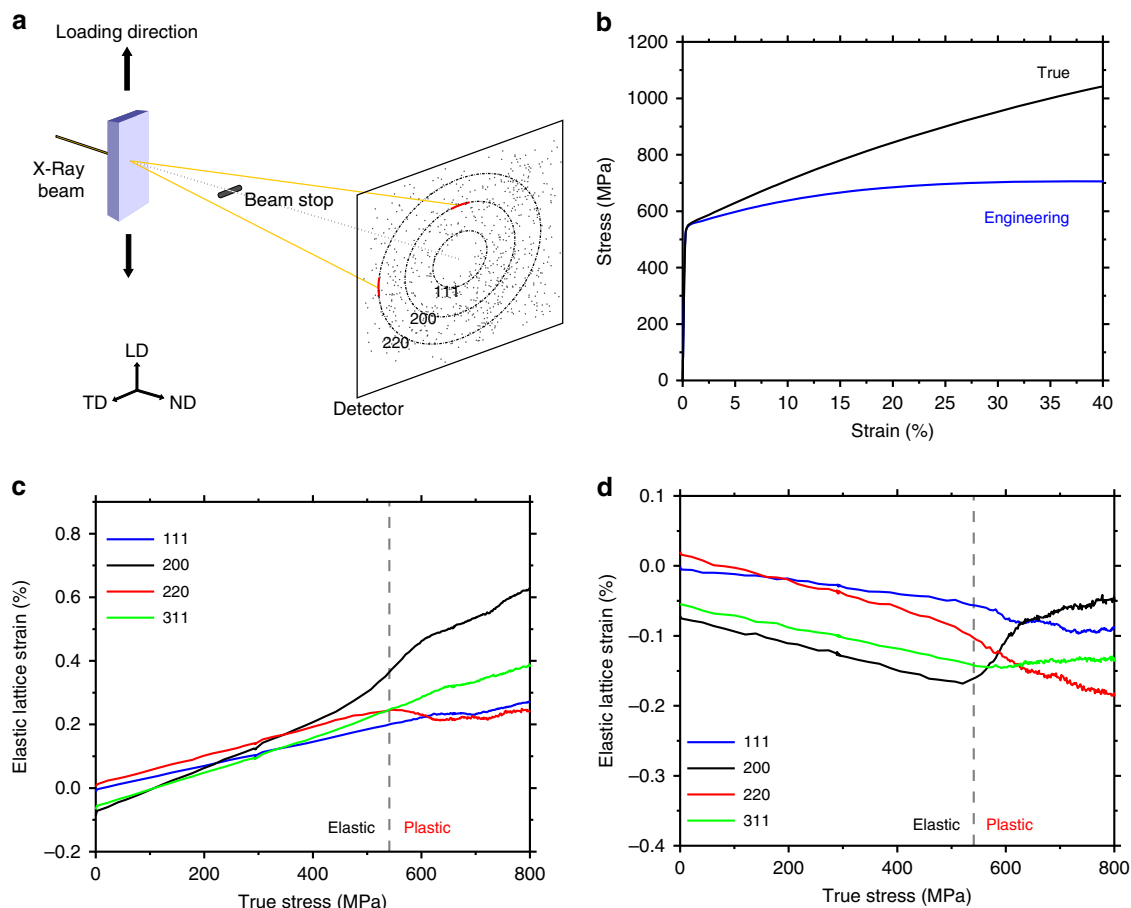 a
Loading direction
X-Ray
beam
Beam stop
111
200
220
LD
TD
ND
Detector
b
1200
1000
800
600
400
200
0
Stress (MPa)
True
Engineering
0
5
10
15
20
25
30
35
40
Strain (%)
c
0.8
0.6
0.4
0.2
0.0
–0.2
Elastic lattice strain (%)
111
200
220
311
Elastic
Plastic
0
200
400
600
800
True stress (MPa)
d
0.1
0.0
–0.1
–0.2
–0.3
–0.4
Elastic lattice strain (%)
111
200
220
311
Elastic
Plastic
0
200
400
600
800
True stress (MPa)